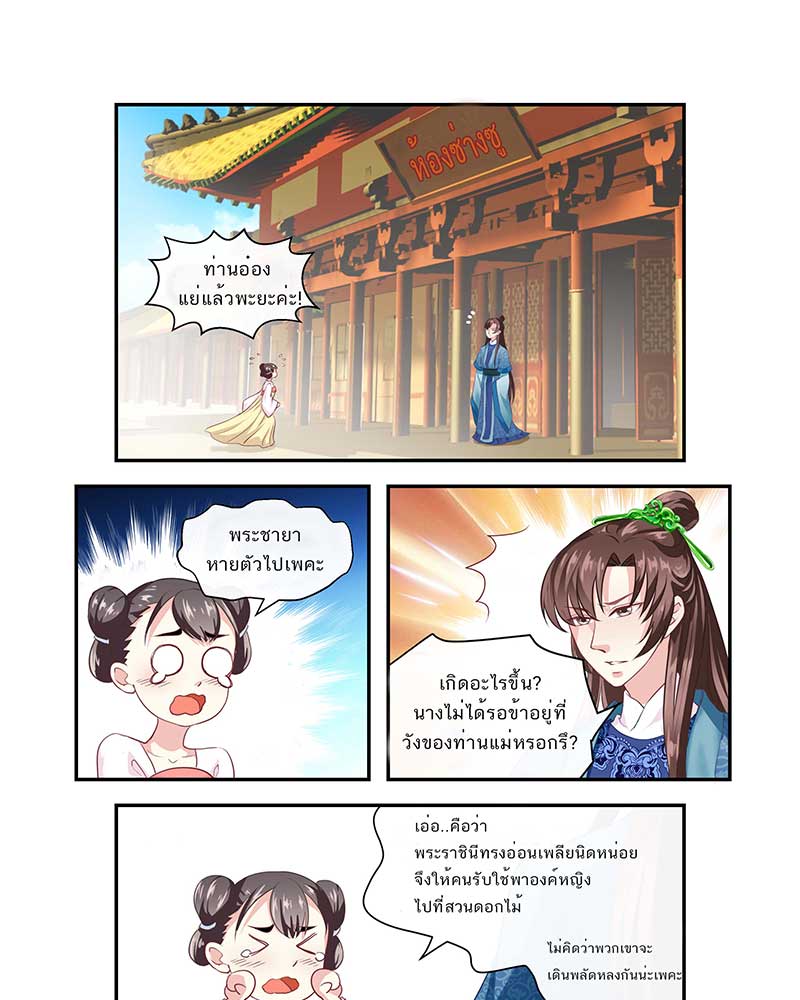 ห้องซ่างซู
ท่านอ๋อง
แย่แล้วพะยะค่ะ!
พระชายา
หายตัวไปเพคะ
เกิดอะไรขึ้น?
นางไม่ได้รอข้าอยู่ที่
วังของท่านแม่หรอกรึ?
เอ่อ..คือว่า
พระราชินีทรงอ่อนเพลียนิดหน่อย
จึงให้คนรับใช้พาองค์หญิง
ไปที่สวนดอกไม้
ไม่คิดว่าพวกเขาจะ
เดินพลัดหลงกันน่ะเพคะ